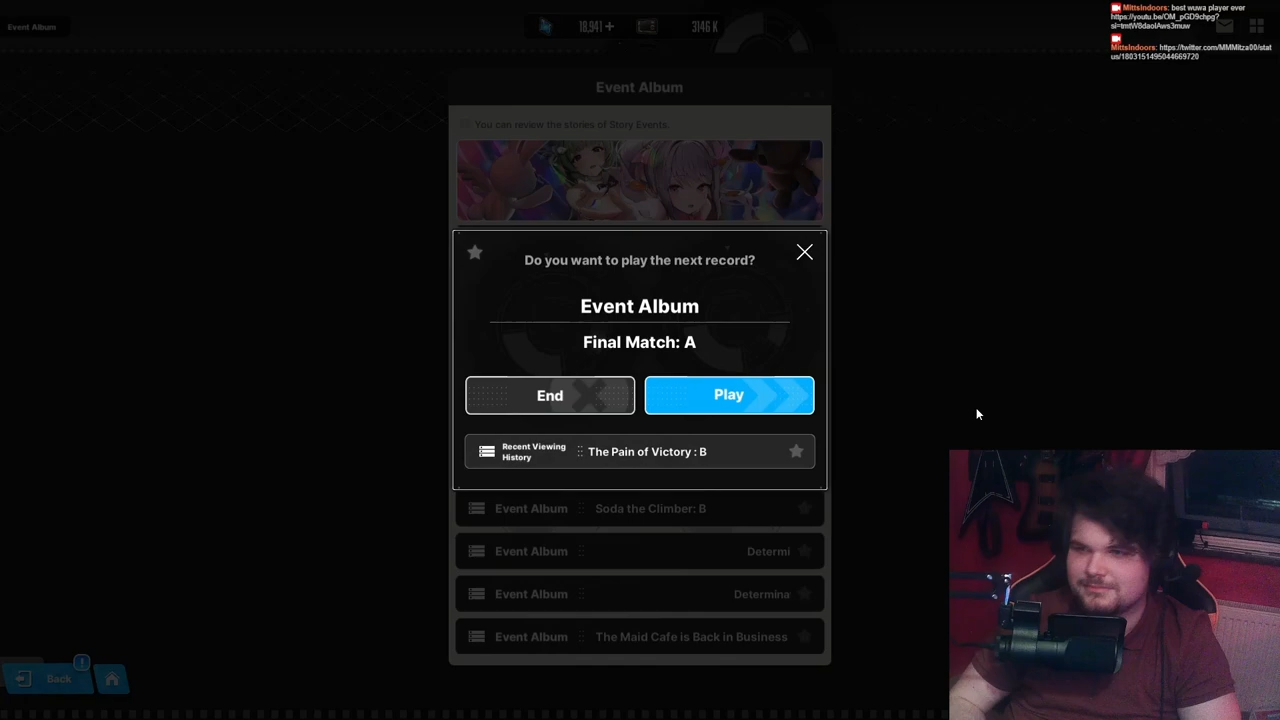 Event Album
18,941 +
3146 K
MittsIndoors: best wuwa player ever
https://youtu.be/OM_pGD9chpg?
si=tmtW8daolAws3muw
MittsIndoors: https://twitter.com/MMMitza00/stat
us/1803151495044669720
Event Album
You can review the stories of Story Events.
Do you want to play the next record?
Event Album
Final Match: A
End
Play
Recent Viewing
History
The Pain of Victory : B
Event Album
Soda the Climber: B
Event Album
Determi
Event Album
Determina
Event Album
The Maid Cafe is Back in Business
Back